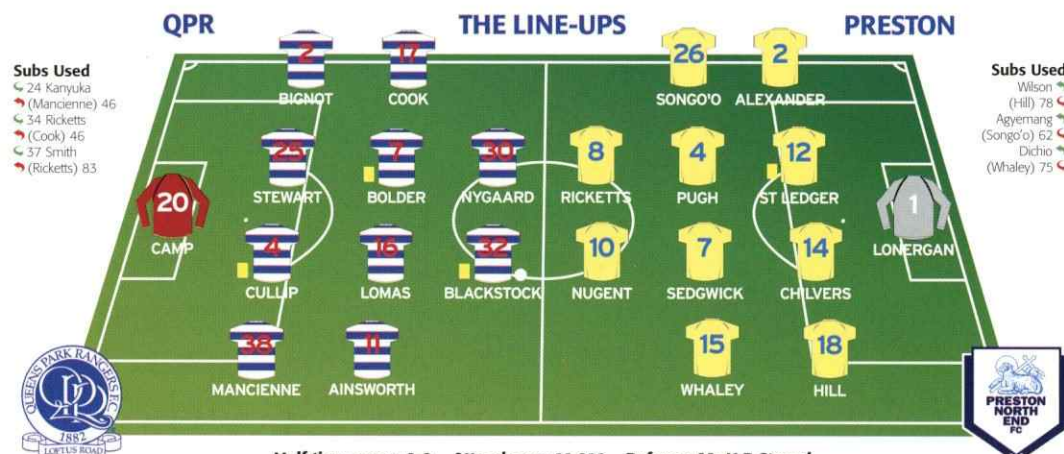 QPR THE LINE-UPS PRESTON
Subs Used
24 Kanyuka
(Mancienne) 46
34 Ricketts
(Cook) 46
37 Smith
(Ricketts) 83
Subs Used
Wilson
(Hill) 78
Agyemang
(Songo'o) 62
Dichio
(Whaley) 75
2
BIGNOT
17
COOK
26
SONGO'O
2
ALEXANDER
25
STEWART
7
BOLDER
30
NYGAARD
8
RICKETTS
4
PUGH
12
ST LEDGER
20
CAMP
1
LONERGAN
4
CULLIP
16
LOMAS
32
BLACKSTOCK
10
NUGENT
7
SEDGWICK
14
CHILVERS
38
MANCIENNE
11
AINSWORTH
15
WHALEY
18
HILL
QUEENS PARK RANGERS F.C.
1882
LOFTUS ROAD
PRESTON
NORTH
END
FC